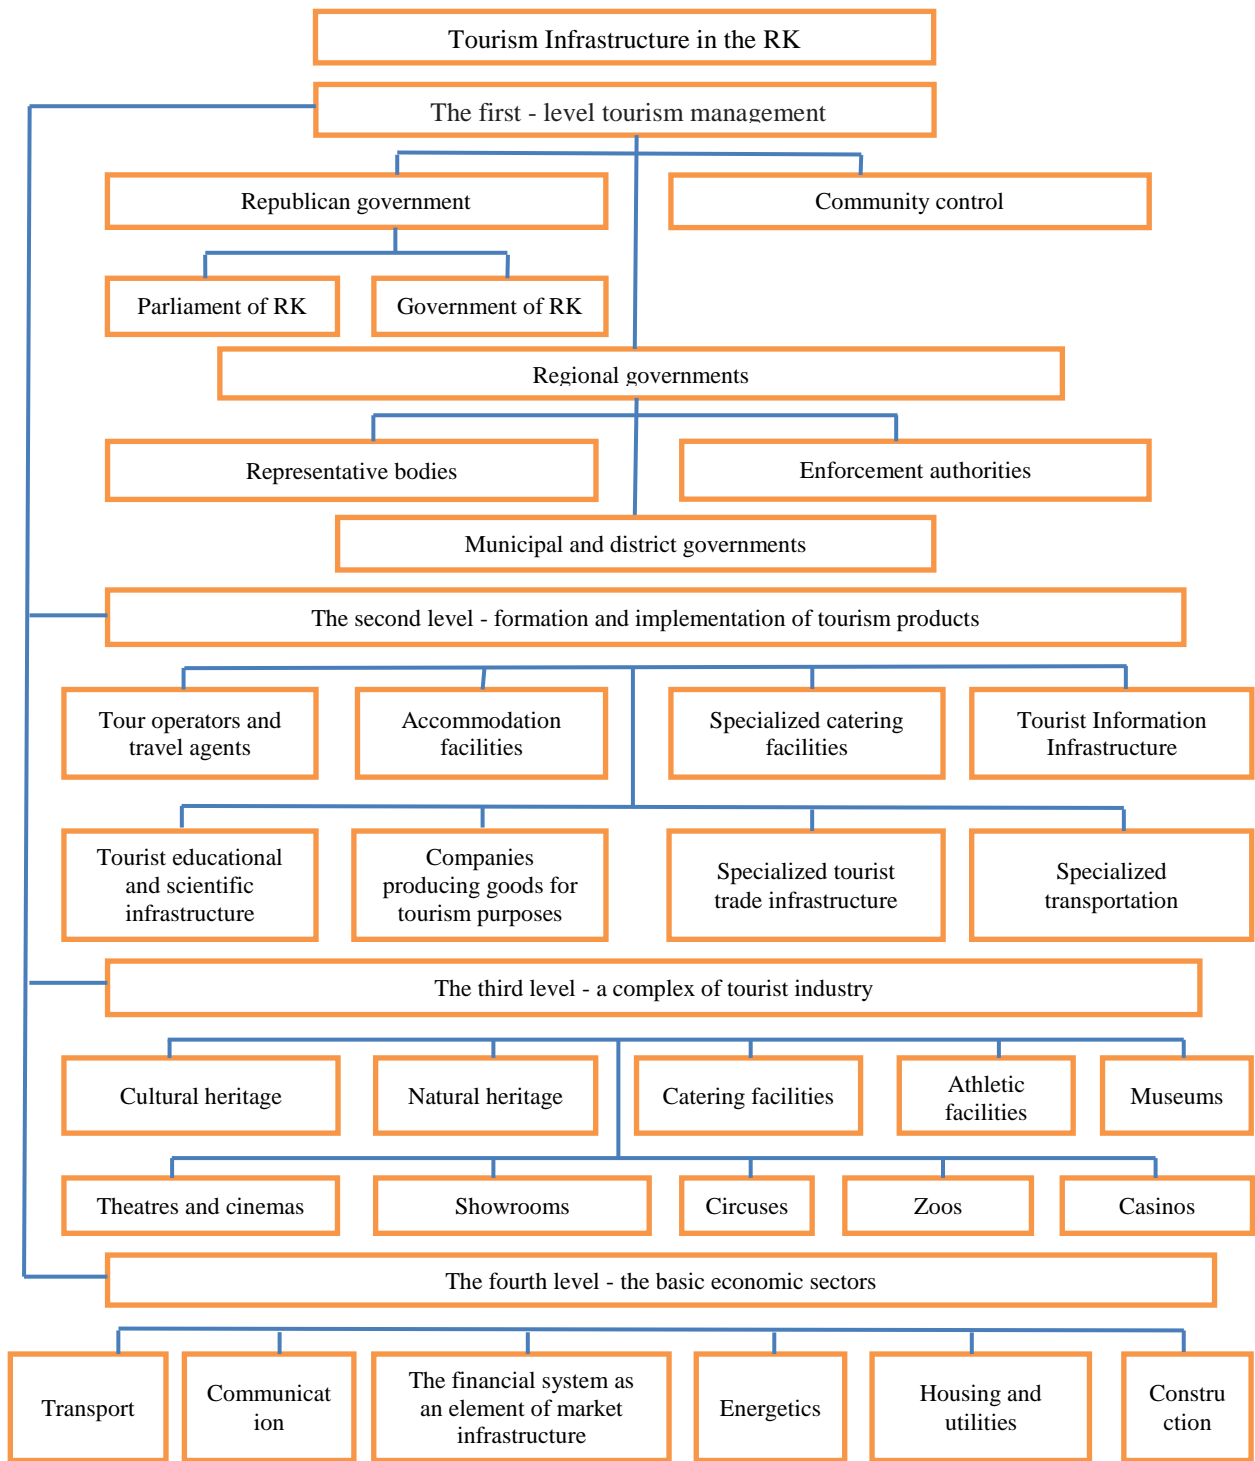 Tourism Infrastructure in the RK
The first - level tourism management
Republican government
Community control
Parliament of RK
Government of RK
Regional governments
Representative bodies
Enforcement authorities
Municipal and district governments
The second level - formation and implementation of tourism products
Tour operators and
travel agents
Accommodation
facilities
Specialized catering
facilities
Tourist Information
Infrastructure
Tourist educational
and scientific
infrastructure
Companies
producing goods for
tourism purposes
Specialized tourist
trade infrastructure
Specialized
transportation
The third level - a complex of tourist industry
Cultural heritage
Natural heritage
Catering facilities
Athletic
facilities
Museums
Theatres and cinemas
Showrooms
Circuses
Zoos
Casinos
The fourth level - the basic economic sectors
Transport
Communicat
ion
The financial system as
an element of market
infrastructure
Energetics
Housing and
utilities
Constru
ction